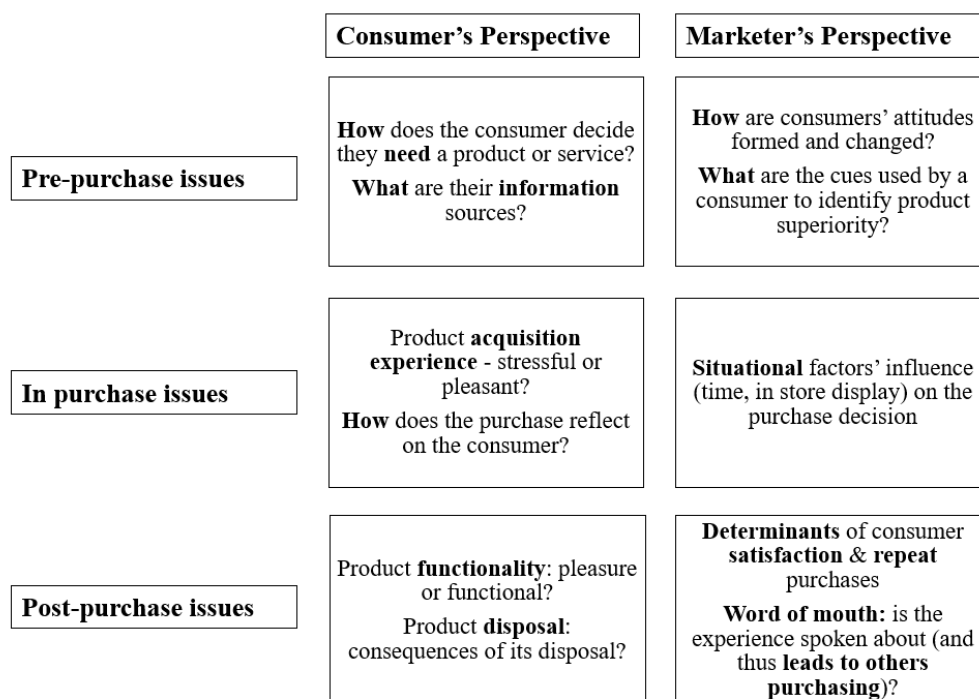 Consumer's Perspective
Marketer's Perspective
Pre-purchase issues
How does the consumer decide
they need a product or service?
What are their information
sources?
How are consumers' attitudes
formed and changed?
What are the cues used by a
consumer to identify product
superiority?
In purchase issues
Product acquisition
experience - stressful or
pleasant?
How does the purchase reflect
on the consumer?
Situational factors' influence
(time, in store display) on the
purchase decision
Post-purchase issues
Product functionality: pleasure
or functional?
Product disposal:
consequences of its disposal?
Determinants of consumer
satisfaction & repeat
purchases
Word of mouth: is the
experience spoken about (and
thus leads to others
purchasing)?